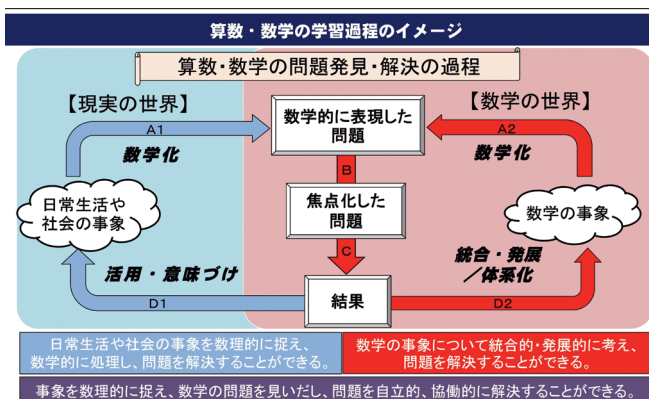 算数・数学の学習過程のイメージ
算数・数学の問題発見・解決の過程
【現実の世界】
【数学の世界】
A1
数学化
数学的に表現した
問題
A2
数学化
B
日常生活や
社会の事象
焦点化した
問題
数学の事象
C
活用・意味づけ
統合・発展
/体系化
D1
結果
D2
日常生活や社会の事象を数理的に捉え、
数学的に処理し、問題を解決することができる。
数学の事象について統合的・発展的に考え、
問題を解決することができる。
事象を数理的に捉え、数学の問題を見いだし、問題を自立的、協働的に解決することができる。